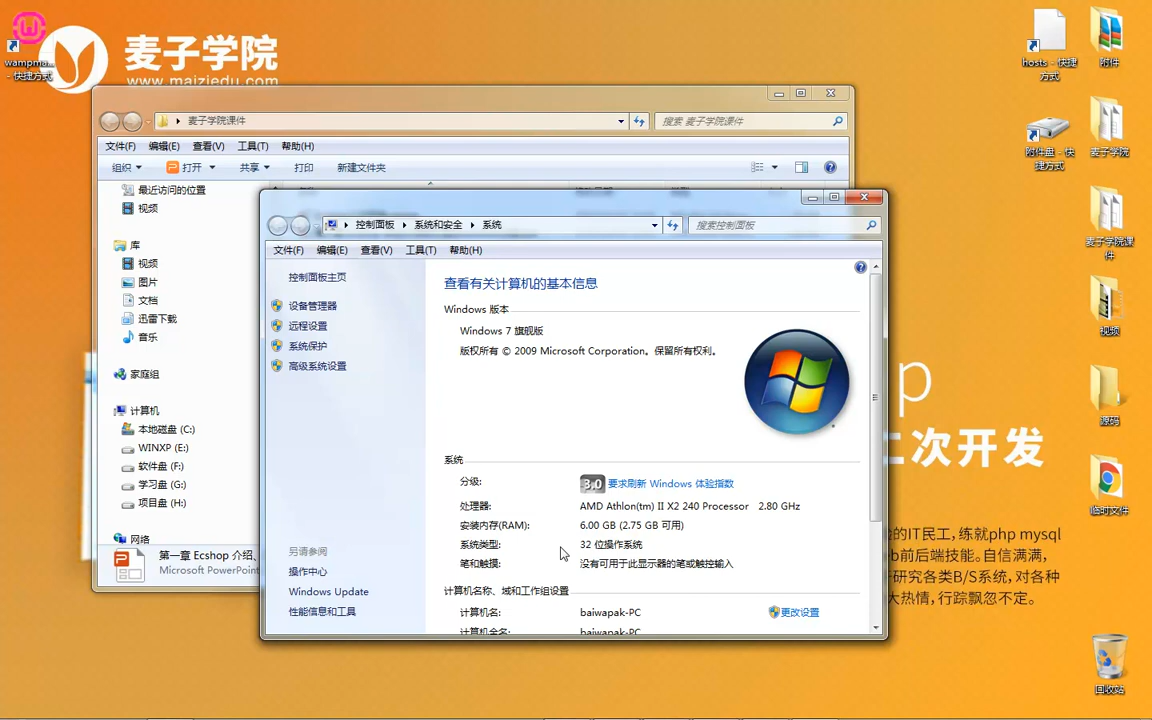 wampma...
- 快捷方式
麦子学院
www.maiziedu.com
麦子学院课件
搜索 麦子学院课件
文件(F) 编辑(E) 查看(V) 工具(T) 帮助(H)
组织 打开 共享 打印 新建文件夹
最近访问的位置
视频
库
视频
图片
文档
迅雷下载
音乐
家庭组
计算机
本地磁盘 (C:)
WINXP (E:)
软件盘 (F:)
学习盘 (G:)
项目盘 (H:)
网络
第一章 Ecshop 介绍、
Microsoft PowerPoint
控制面板 系统和安全 系统
搜索控制面板
文件(F) 编辑(E) 查看(V) 工具(T) 帮助(H)
控制面板主页
设备管理器
远程设置
系统保护
高级系统设置
另请参阅
操作中心
Windows Update
性能信息和工具
查看有关计算机的基本信息
Windows 版本
Windows 7 旗舰版
版权所有 © 2009 Microsoft Corporation。保留所有权利。
系统
分级: 3.0 要求刷新 Windows 体验指数
处理器: AMD Athlon(tm) II X2 240 Processor 2.80 GHz
安装内存(RAM): 6.00 GB (2.75 GB 可用)
系统类型: 32 位操作系统
笔和触摸: 没有可用于此显示器的笔或触控输入
计算机名称、域和工作组设置
计算机名: baiwapak-PC 更改设置
计算机全名: baiwapak-PC
p
二次开发
的IT民工，练就php mysql
b前后端技能。自信满满，
研究各类B/S系统，对各种
大热情，行踪飘忽不定。
hosts - 快捷
方式
附件
附件盘 - 快
捷方式
麦子学院
麦子学院课
件
视频
源码
临时文件
回收站